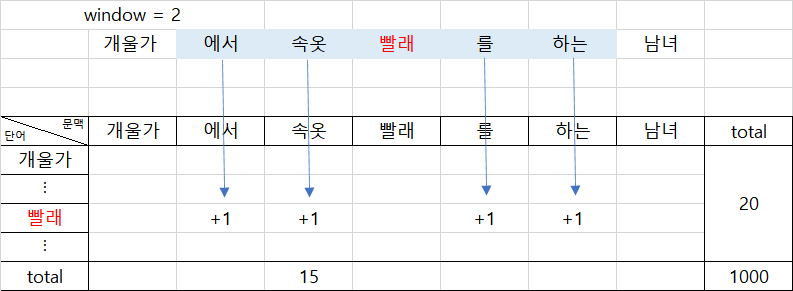 window = 2
개울가 에서 속옷 빨래 를 하는 남녀
문맥
단어 개울가 에서 속옷 빨래 를 하는 남녀 total
개울가
⋮
20
빨래 +1 +1 +1 +1
⋮
total 15 1000